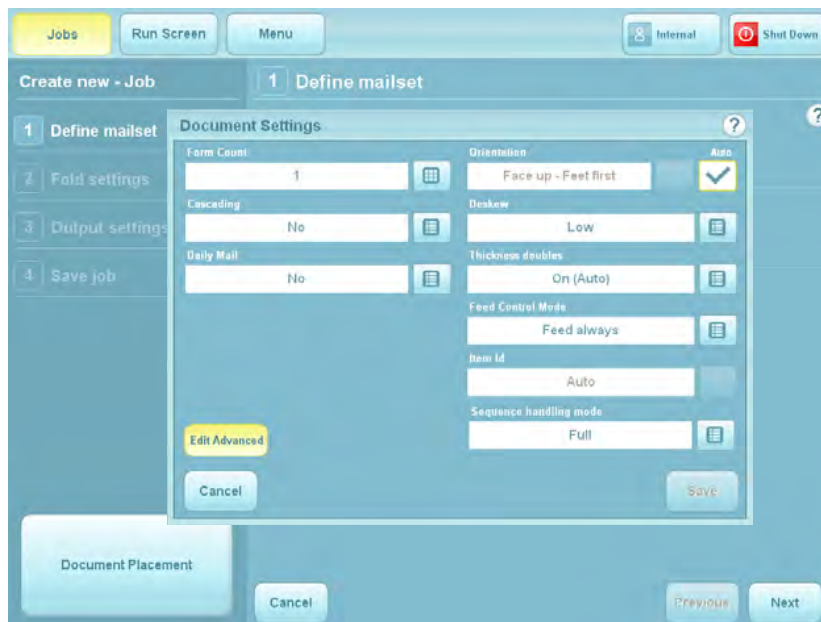 Jobs
Run Screen
Menu
Internal
Shut Down
Create new - Job
1 Define mailset
1 Define mailset
2 Fold settings
3 Output settings
4 Save job
?
Document Settings
?
Form Count
1
Cascading
No
Daily Mail
No
Orientation
Auto
Face up - Feet first
Deskew
Low
Thickness doubles
On (Auto)
Feed Control Mode
Feed always
Item Id
Auto
Sequence handling mode
Full
Edit Advanced
Cancel
Save
Document Placement
Cancel
Previous
Next